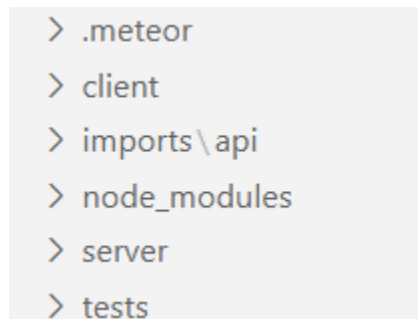 .meteor
client
imports\api
node_modules
server
tests